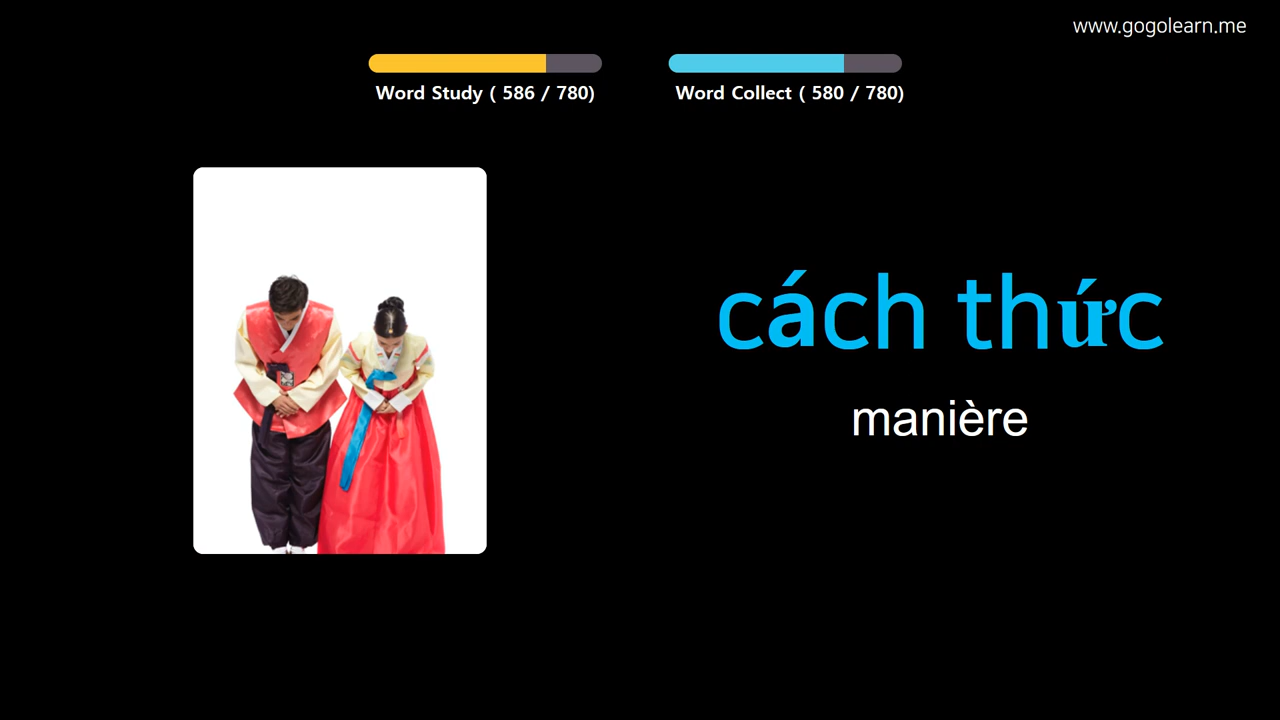 www.gogolearn.me
Word Study ( 586 / 780)
Word Collect ( 580 / 780)
cách thức
manière